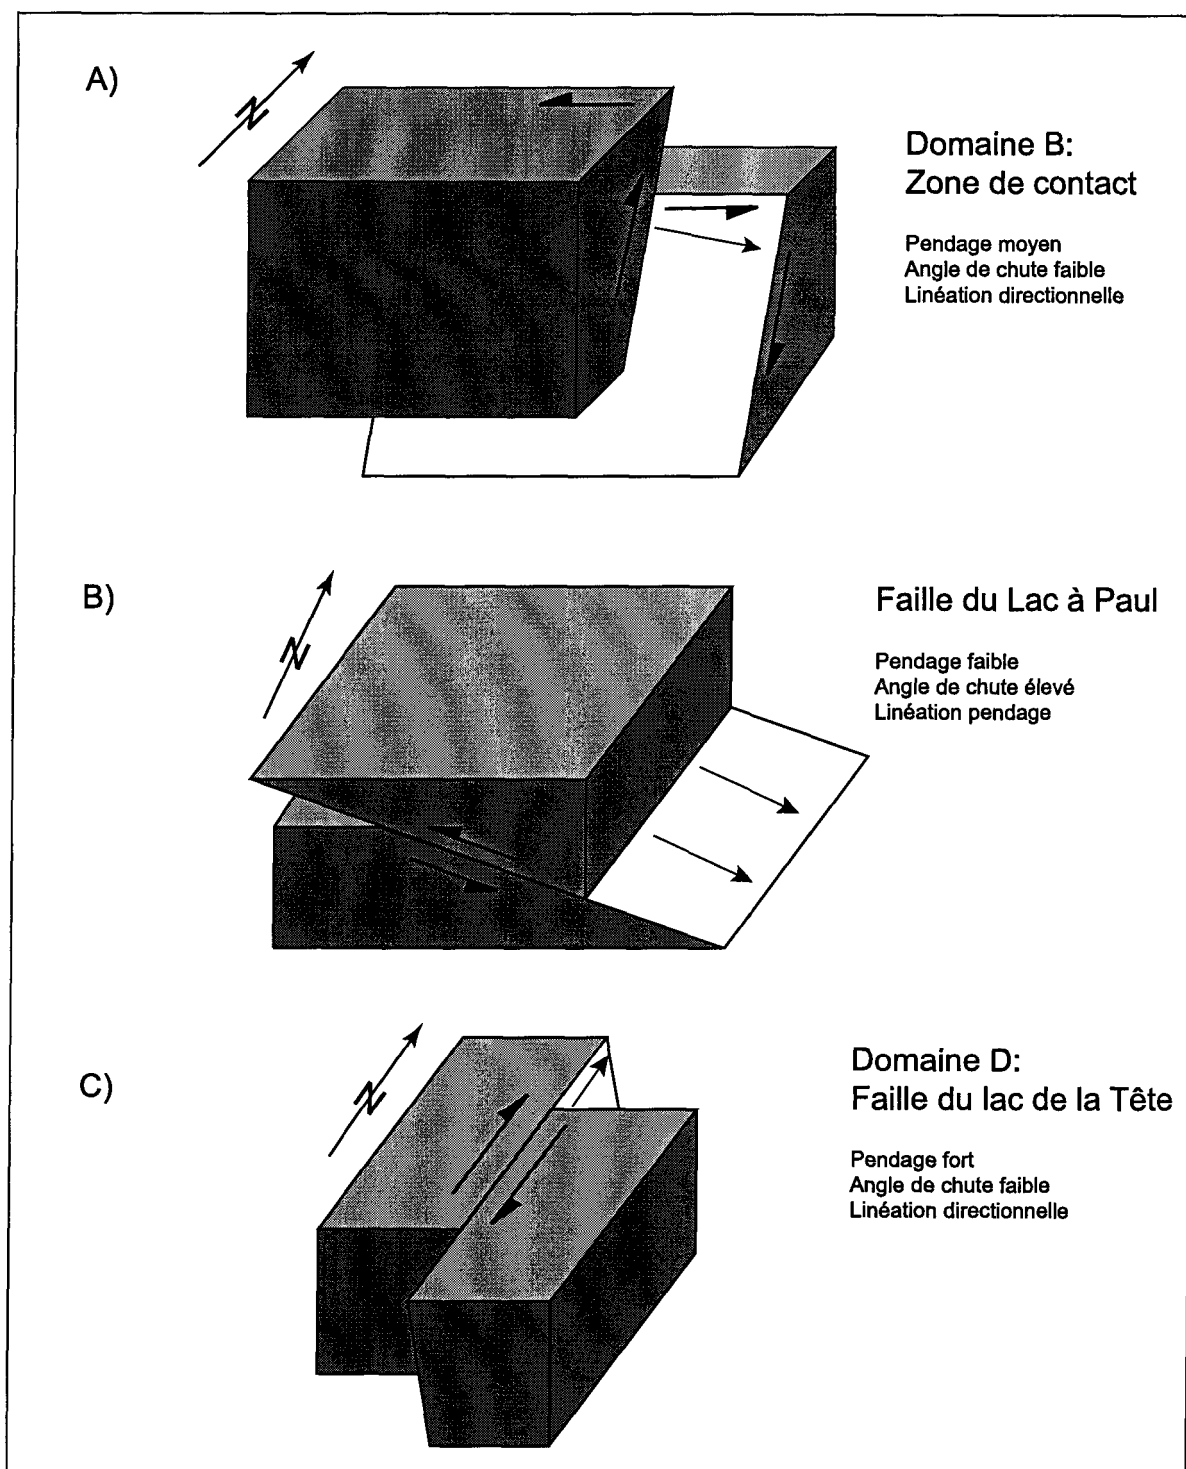 A)
N
Domaine B:
Zone de contact
Pendage moyen
Angle de chute faible
Linéation directionnelle
B)
N
Faille du Lac à Paul
Pendage faible
Angle de chute élevé
Linéation pendage
C)
N
Domaine D:
Faille du lac de la Tête
Pendage fort
Angle de chute faible
Linéation directionnelle